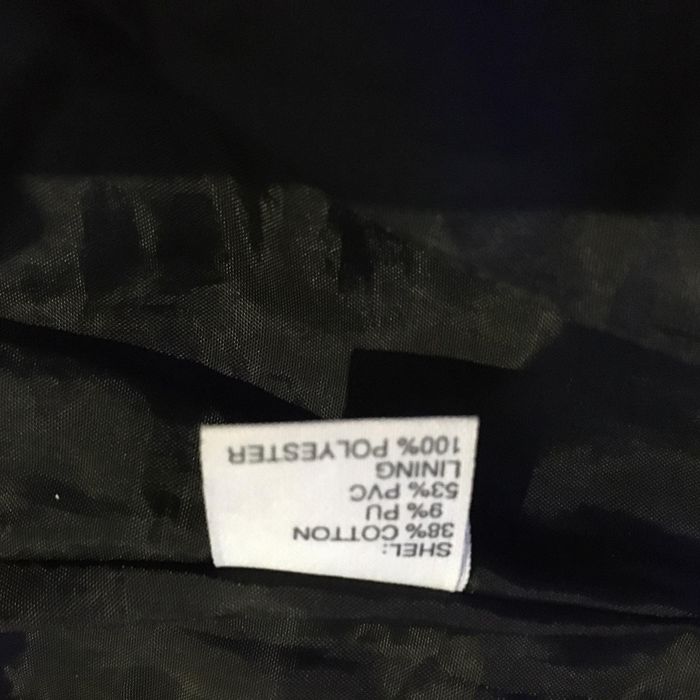 SHEL:
38% COTTON
9% PU
53% PVC
LINING
100% POLYESTER